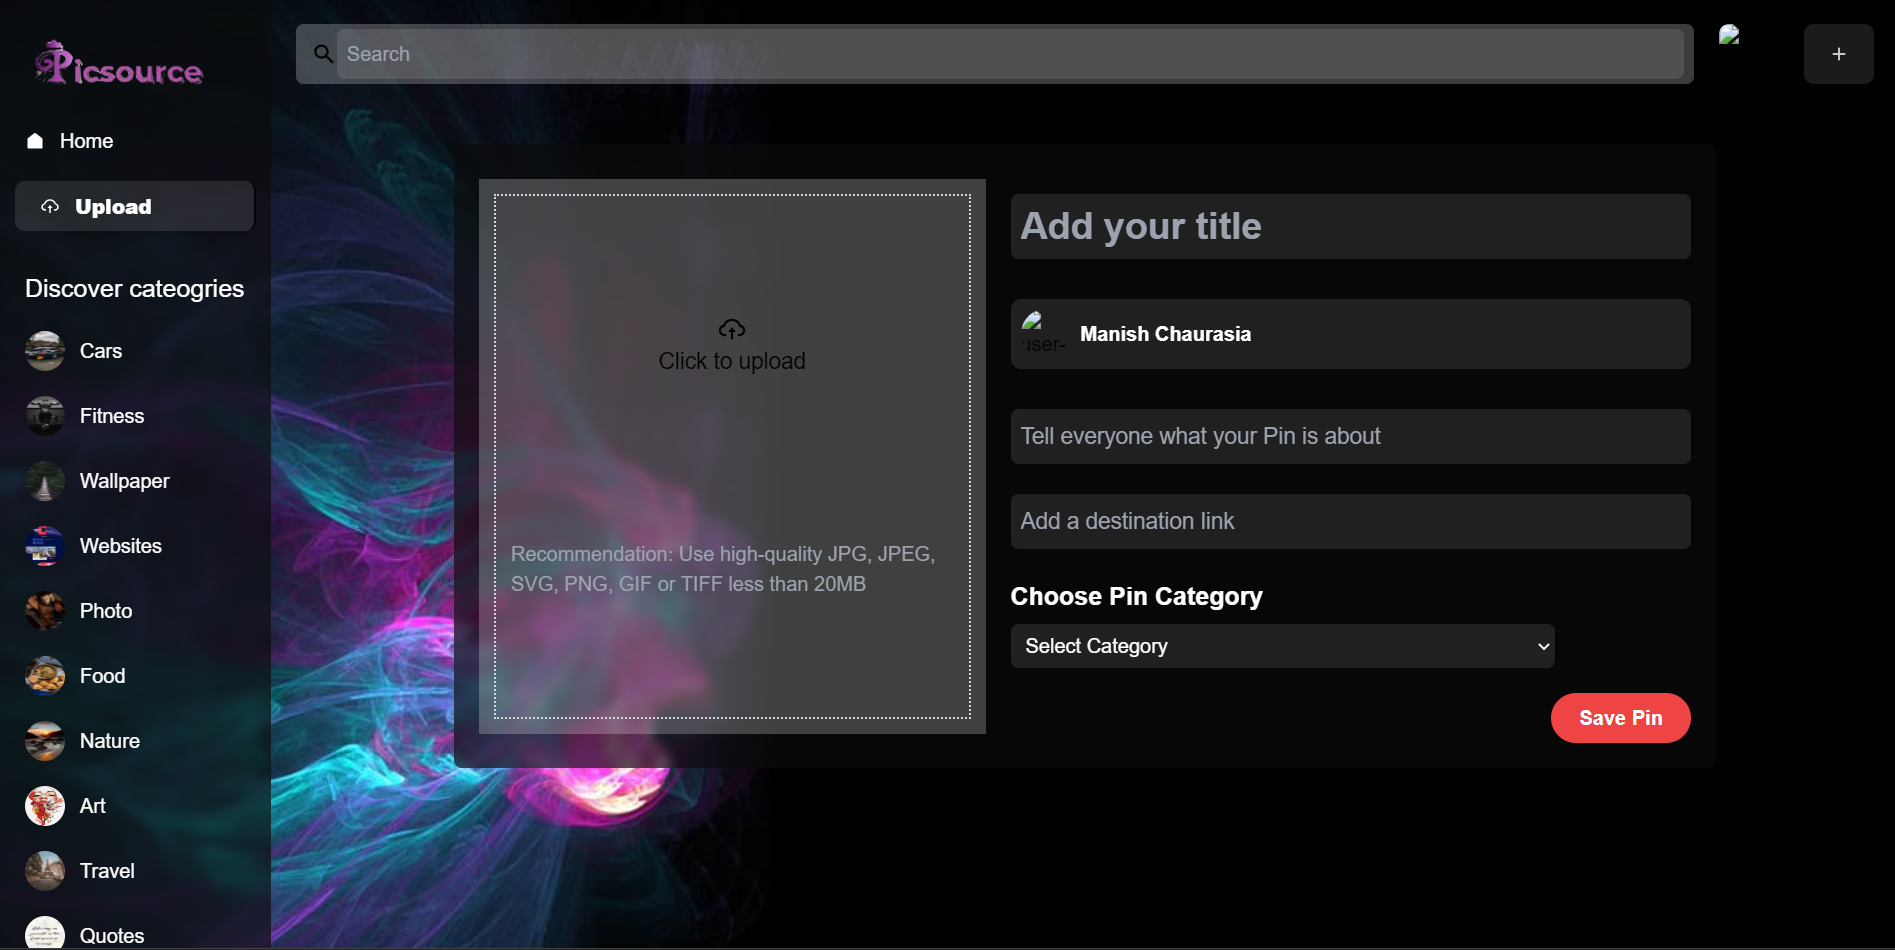 Picsource
Search
+
Home
Upload
Discover cateogries
Cars
Fitness
Wallpaper
Websites
Photo
Food
Nature
Art
Travel
Quotes
Click to upload
Recommendation: Use high-quality JPG, JPEG,
SVG, PNG, GIF or TIFF less than 20MB
Add your title
user-
Manish Chaurasia
Tell everyone what your Pin is about
Add a destination link
Choose Pin Category
Select Category
Save Pin